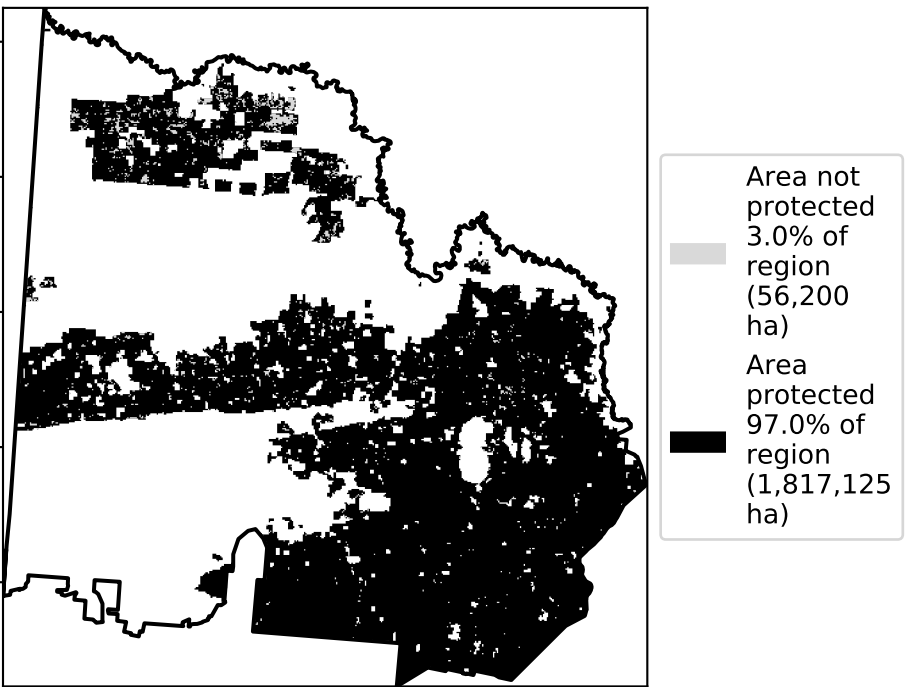 Area not
protected
3.0% of
region
(56,200
ha)
Area
protected
97.0% of
region
(1,817,125
ha)